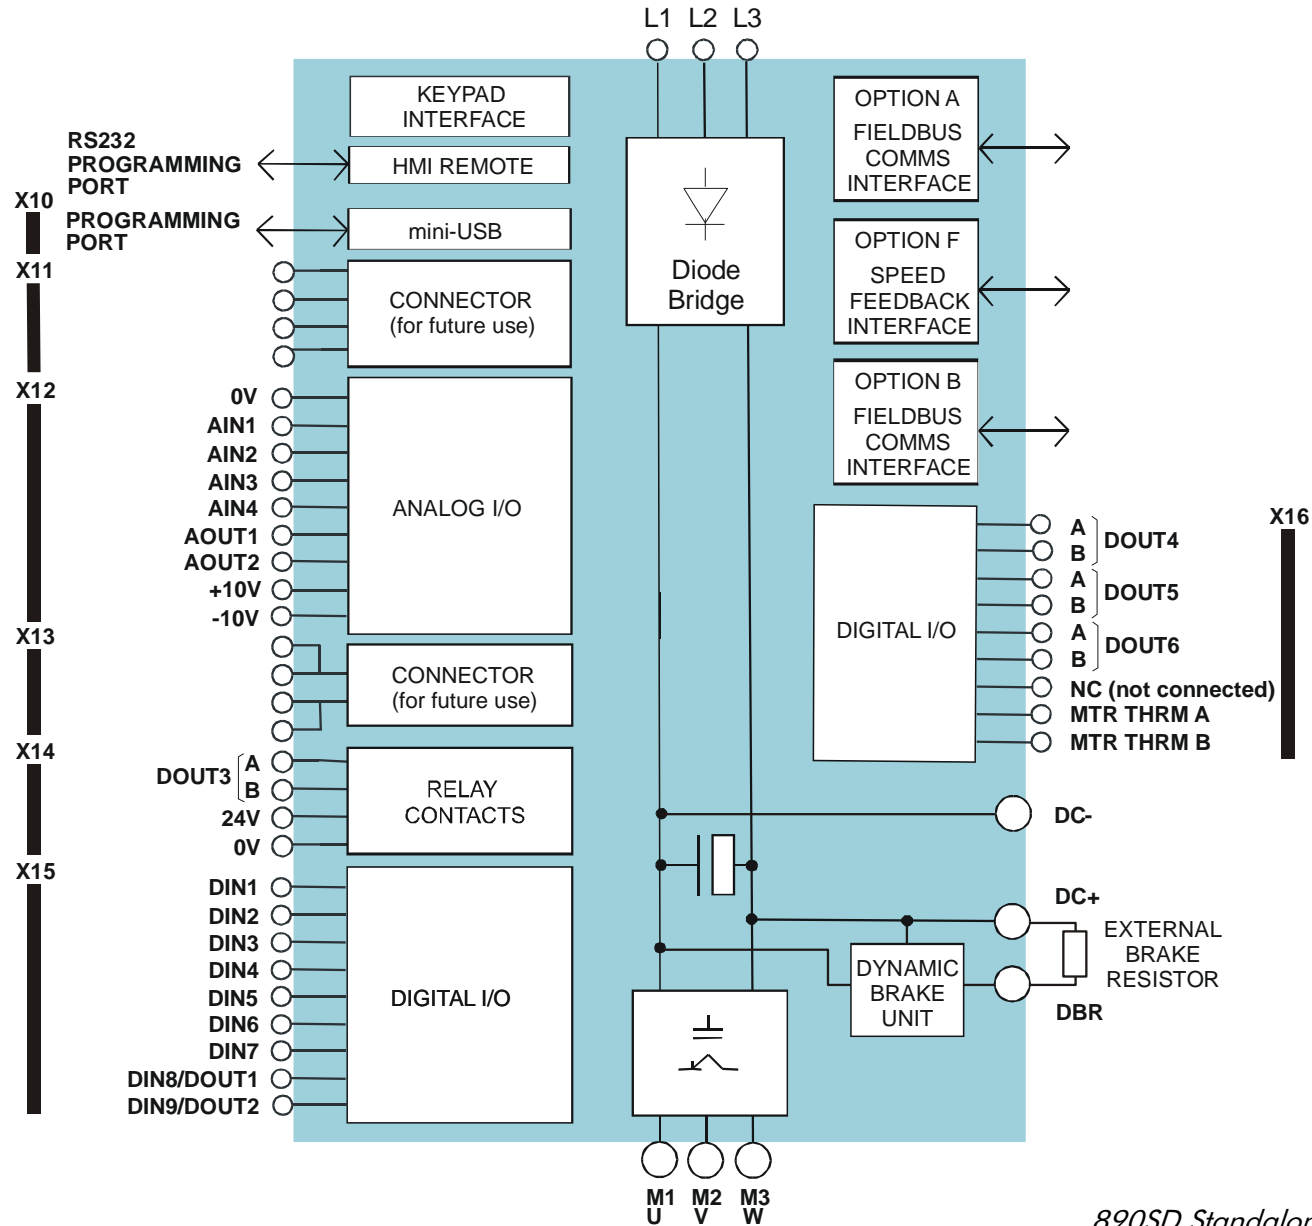 L1 L2 L3
KEYPAD
INTERFACE
RS232
PROGRAMMING
PORT
HMI REMOTE
X10
PROGRAMMING
PORT
mini-USB
X11
CONNECTOR
(for future use)
X12
0V
AIN1
AIN2
AIN3
AIN4
AOUT1
AOUT2
+10V
-10V
ANALOG I/O
X13
CONNECTOR
(for future use)
X14
DOUT3
A
B
24V
0V
RELAY
CONTACTS
X15
DIN1
DIN2
DIN3
DIN4
DIN5
DIN6
DIN7
DIN8/DOUT1
DIN9/DOUT2
DIGITAL I/O
Diode
Bridge
OPTION A
FIELDBUS
COMMS
INTERFACE
OPTION F
SPEED
FEEDBACK
INTERFACE
OPTION B
FIELDBUS
COMMS
INTERFACE
DIGITAL I/O
X16
A
B
DOUT4
A
B
DOUT5
A
B
DOUT6
NC (not connected)
MTR THRM A
MTR THRM B
DC-
DC+
EXTERNAL
BRAKE
RESISTOR
DYNAMIC
BRAKE
UNIT
DBR
M1 M2 M3
U V W
890SD Standalon